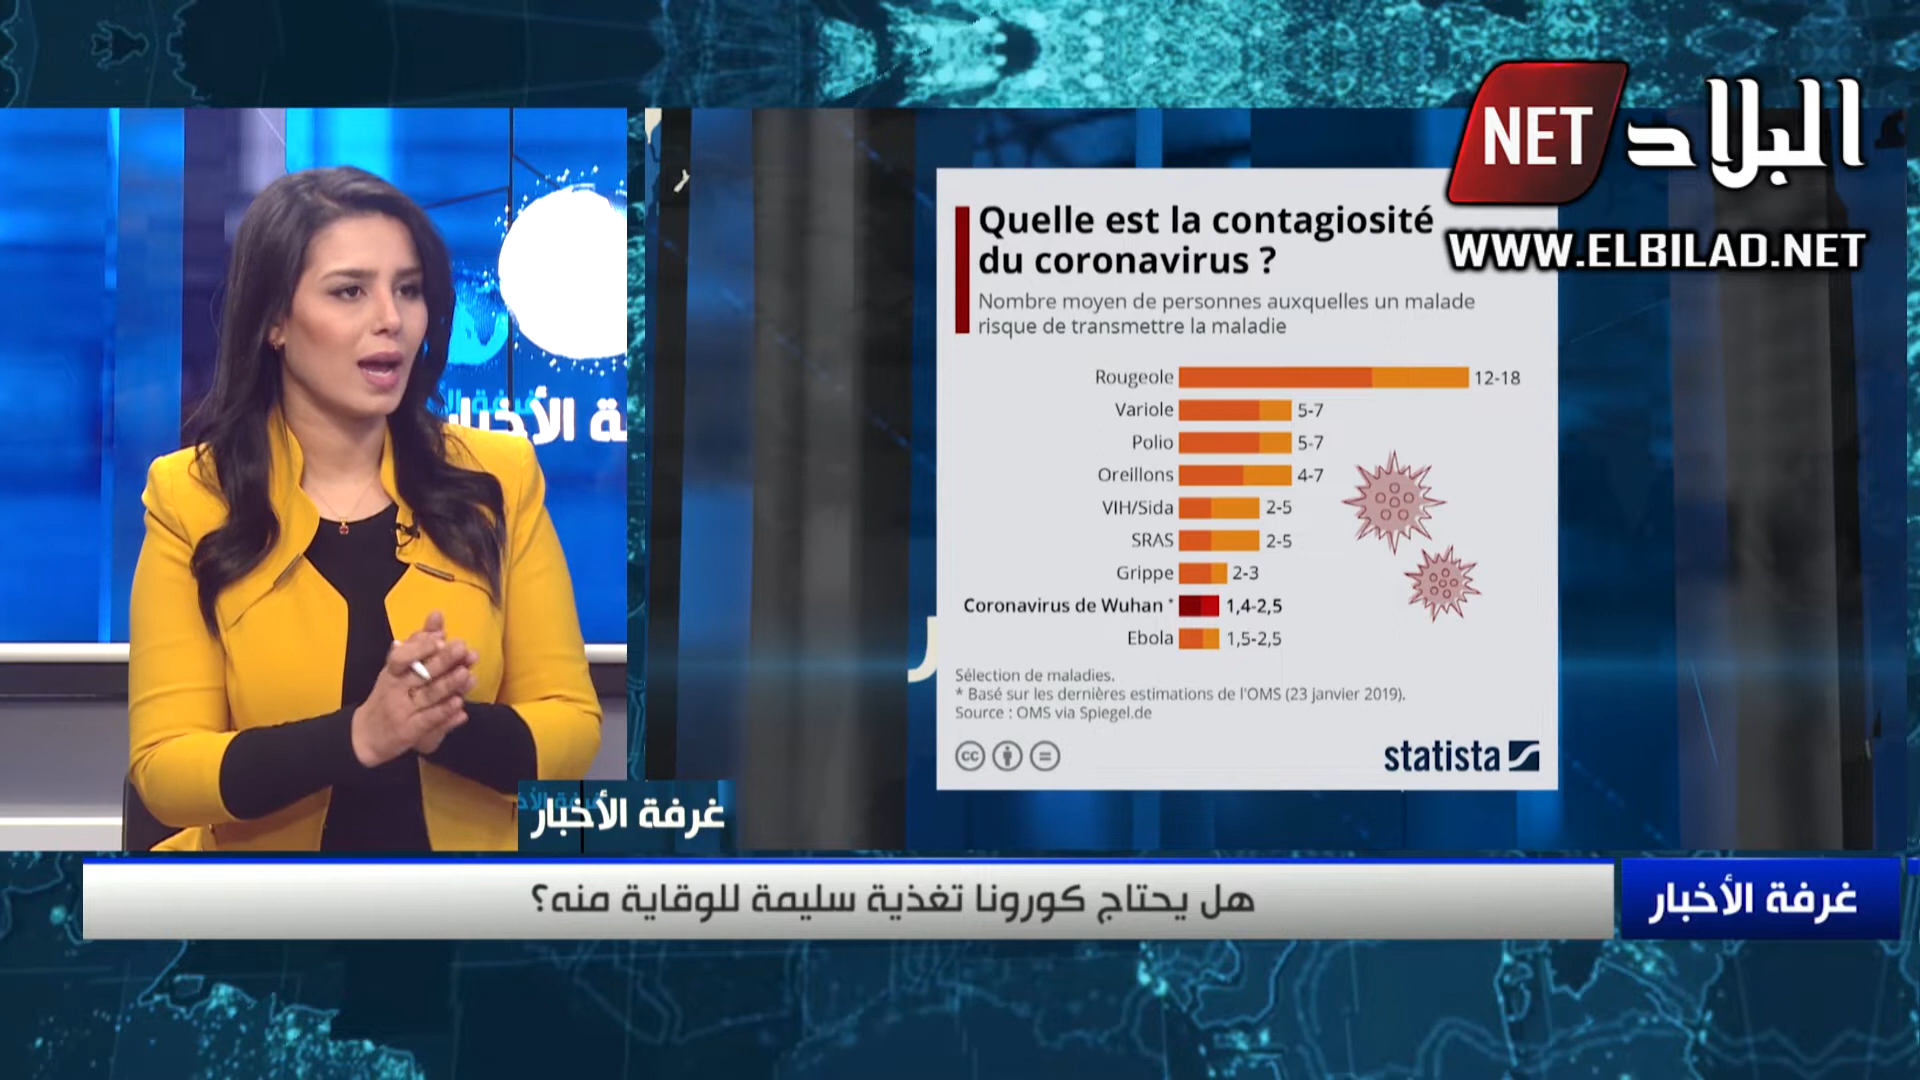 NET البلاد
WWW.ELBILAD.NET
Quelle est la contagiosité
du coronavirus ?
Nombre moyen de personnes auxquelles un malade
risque de transmettre la maladie
Rougeole 12-18
Variole 5-7
Polio 5-7
Oreillons 4-7
VIH/Sida 2-5
SRAS 2-5
Grippe 2-3
Coronavirus de Wuhan * 1,4-2,5
Ebola 1,5-2,5
Sélection de maladies.
* Basé sur les dernières estimations de l'OMS (23 janvier 2019).
Source : OMS via Spiegel.de
cc
statista
غرفة الأخبار
هل يحتاج كورونا تغذية سليمة للوقاية منه؟
غرفة الأخبار